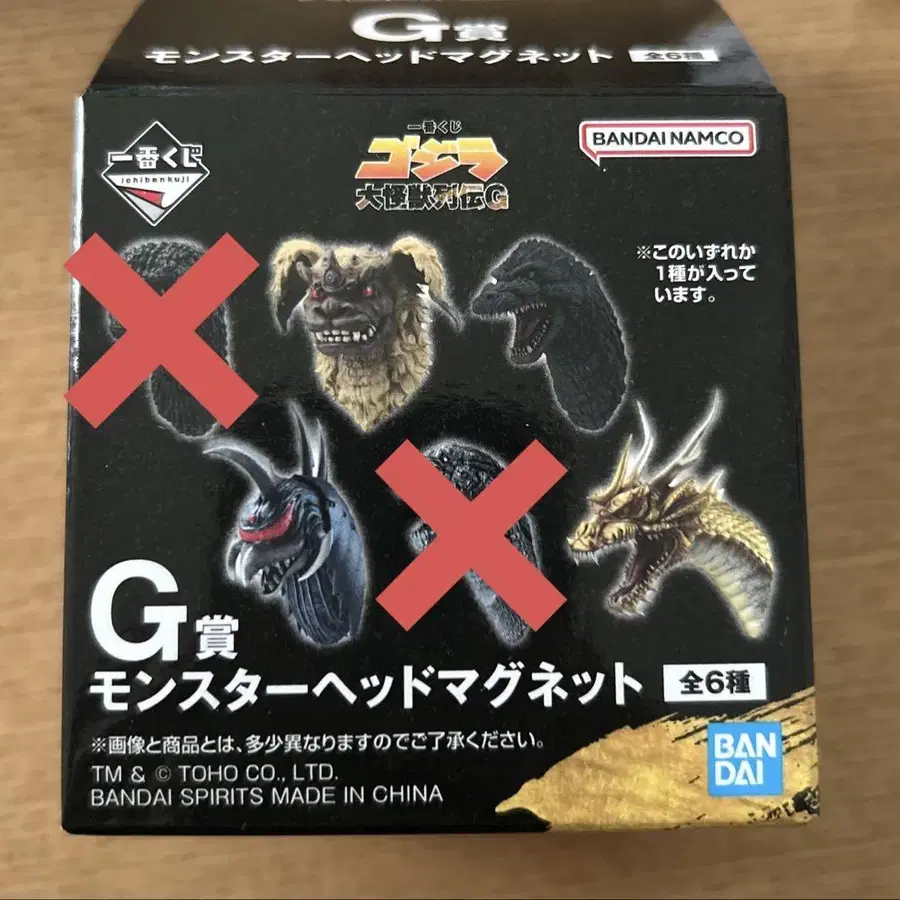 G賞
モンスターヘッドマグネット 全6種
一番くじ
ichibankuji
一番くじ
ゴジラ
大怪獣列伝G
BANDAI NAMCO
※このいずれか
1種が入って
います。
G賞
モンスターヘッドマグネット 全6種
※画像と商品とは、多少異なりますのでご了承ください。
TM & © TOHO CO., LTD.
BANDAI SPIRITS MADE IN CHINA
BAN
DAI